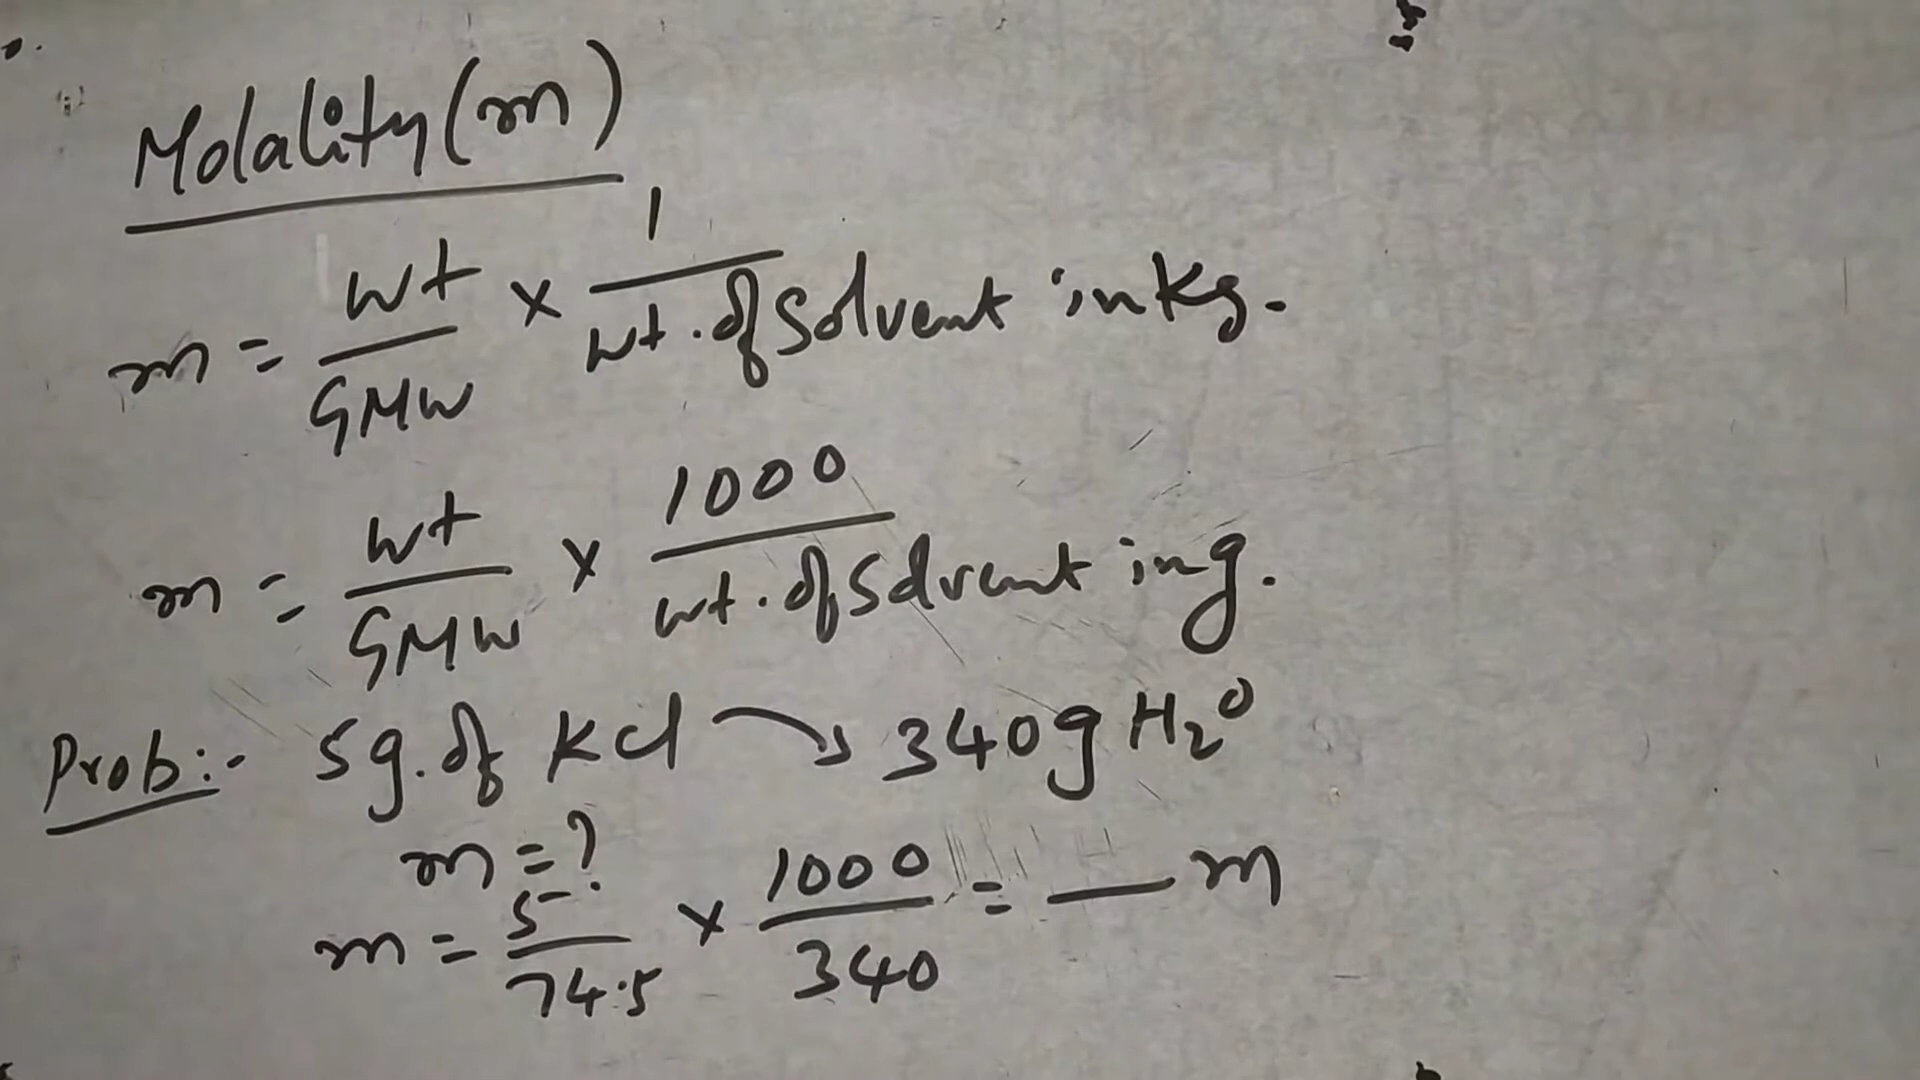 Molality (m)
m = wt/GMW × 1/wt. of Solvent in Kg.
m = wt/GMW × 1000/wt. of Solvent in g.
Prob:- 5g. of KCl → 340g H₂O
m = ?
m = 5/74.5 × 1000/340 = — m